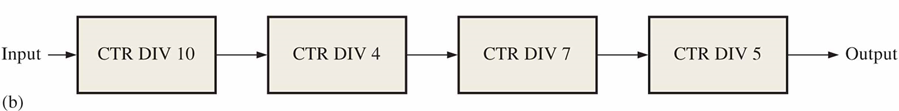 Input CTR DIV 10 CTR DIV 4 CTR DIV 7 CTR DIV 5 Output
(b)